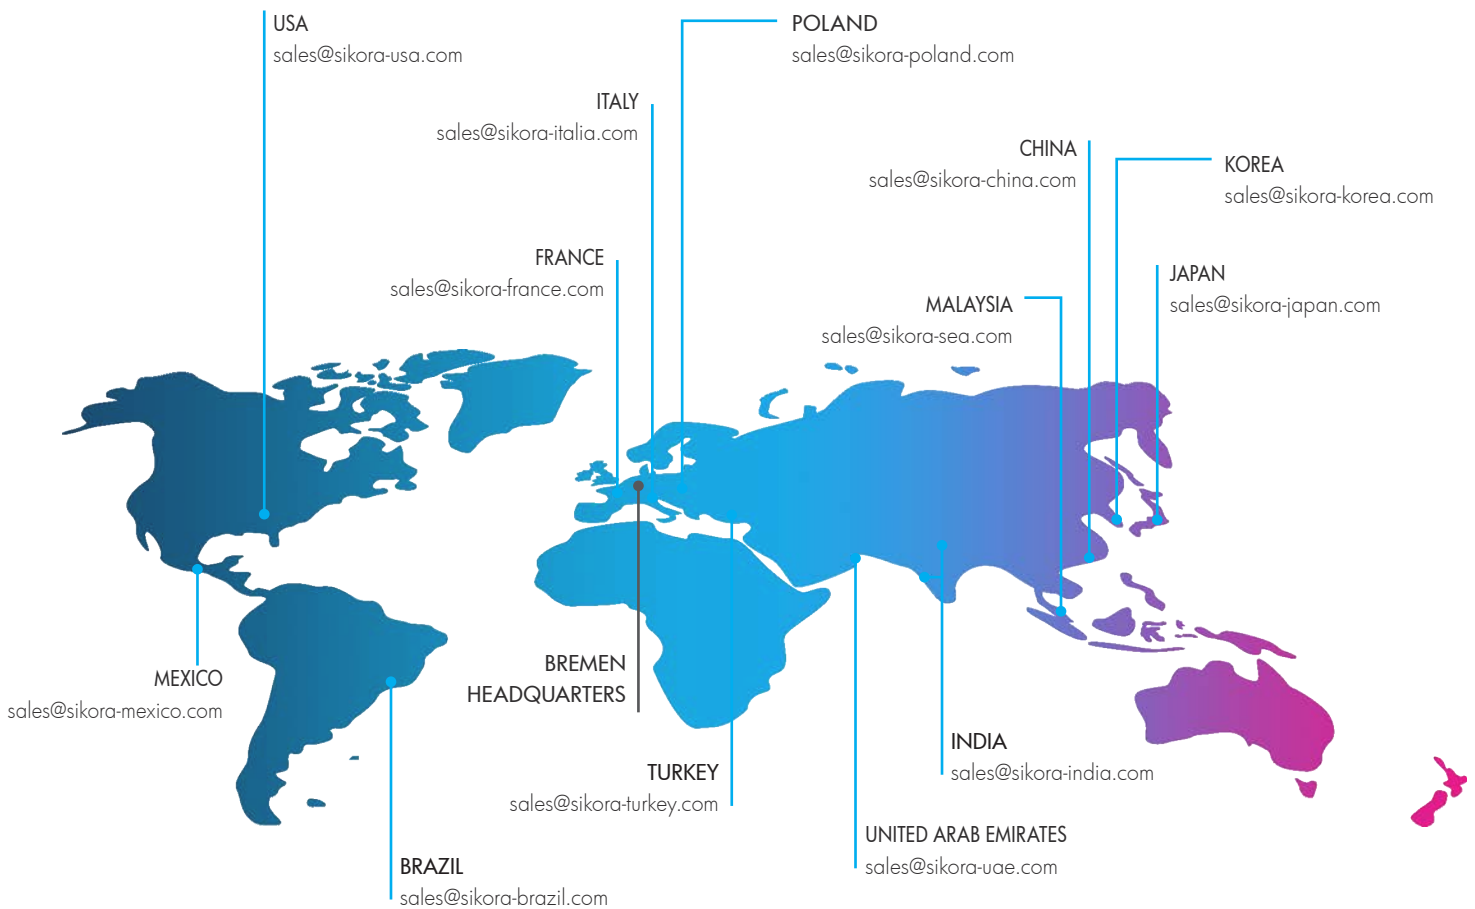 USA
sales@sikora-usa.com
POLAND
sales@sikora-poland.com
ITALY
sales@sikora-italia.com
CHINA
sales@sikora-china.com
KOREA
sales@sikora-korea.com
FRANCE
sales@sikora-france.com
JAPAN
sales@sikora-japan.com
MALAYSIA
sales@sikora-sea.com
BREMEN
HEADQUARTERS
MEXICO
sales@sikora-mexico.com
INDIA
sales@sikora-india.com
TURKEY
sales@sikora-turkey.com
UNITED ARAB EMIRATES
sales@sikora-uae.com
BRAZIL
sales@sikora-brazil.com